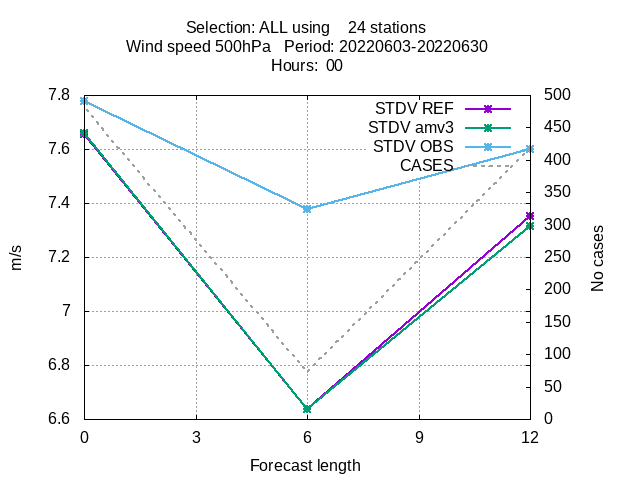 Selection: ALL using    24 stations
Wind speed 500hPa   Period: 20220603-20220630
Hours:  00
7.8
7.6
7.4
7.2
7
6.8
6.6
m/s
STDV REF
STDV amv3
STDV OBS
CASES
500
450
400
350
300
250
200
150
100
50
0
No cases
0 3 6 9 12
Forecast length